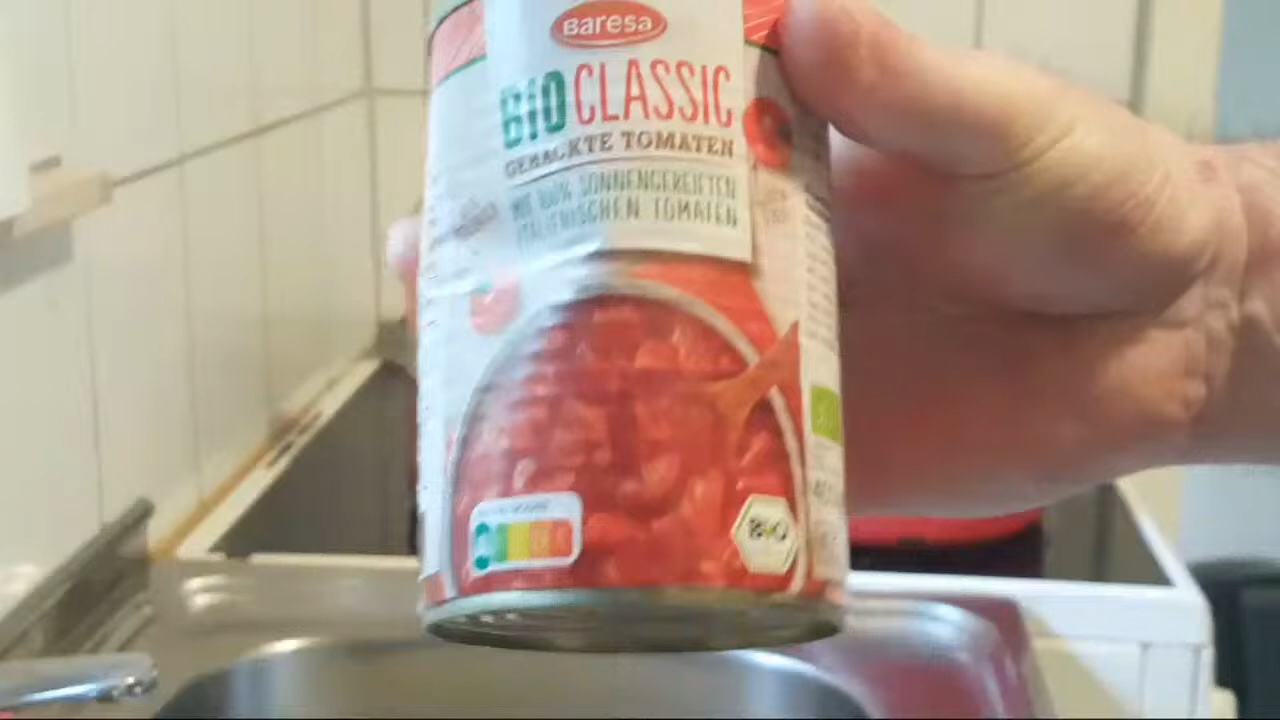 Baresa
BIO CLASSIC
GEHACKTE TOMATEN
MIT 100% SONNENGEREIFTEN
ITALIENISCHEN TOMATEN
BIO